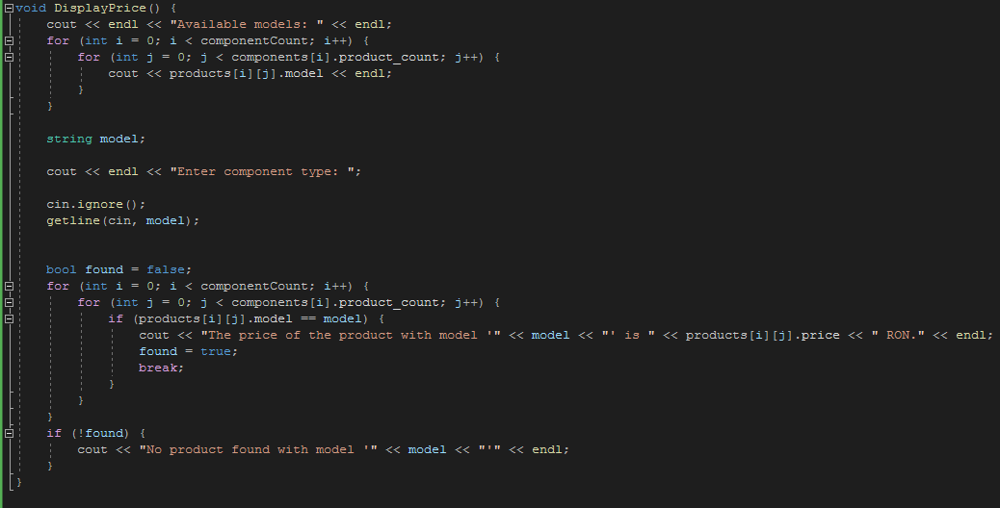 void DisplayPrice() {
    cout << endl << "Available models: " << endl;
    for (int i = 0; i < componentCount; i++) {
        for (int j = 0; j < components[i].product_count; j++) {
            cout << products[i][j].model << endl;
        }
    }

    string model;

    cout << endl << "Enter component type: ";

    cin.ignore();
    getline(cin, model);


    bool found = false;
    for (int i = 0; i < componentCount; i++) {
        for (int j = 0; j < components[i].product_count; j++) {
            if (products[i][j].model == model) {
                cout << "The price of the product with model '" << model << "' is " << products[i][j].price << " RON." << endl;
                found = true;
                break;
            }
        }
    }
    if (!found) {
        cout << "No product found with model '" << model << "'" << endl;
    }
}